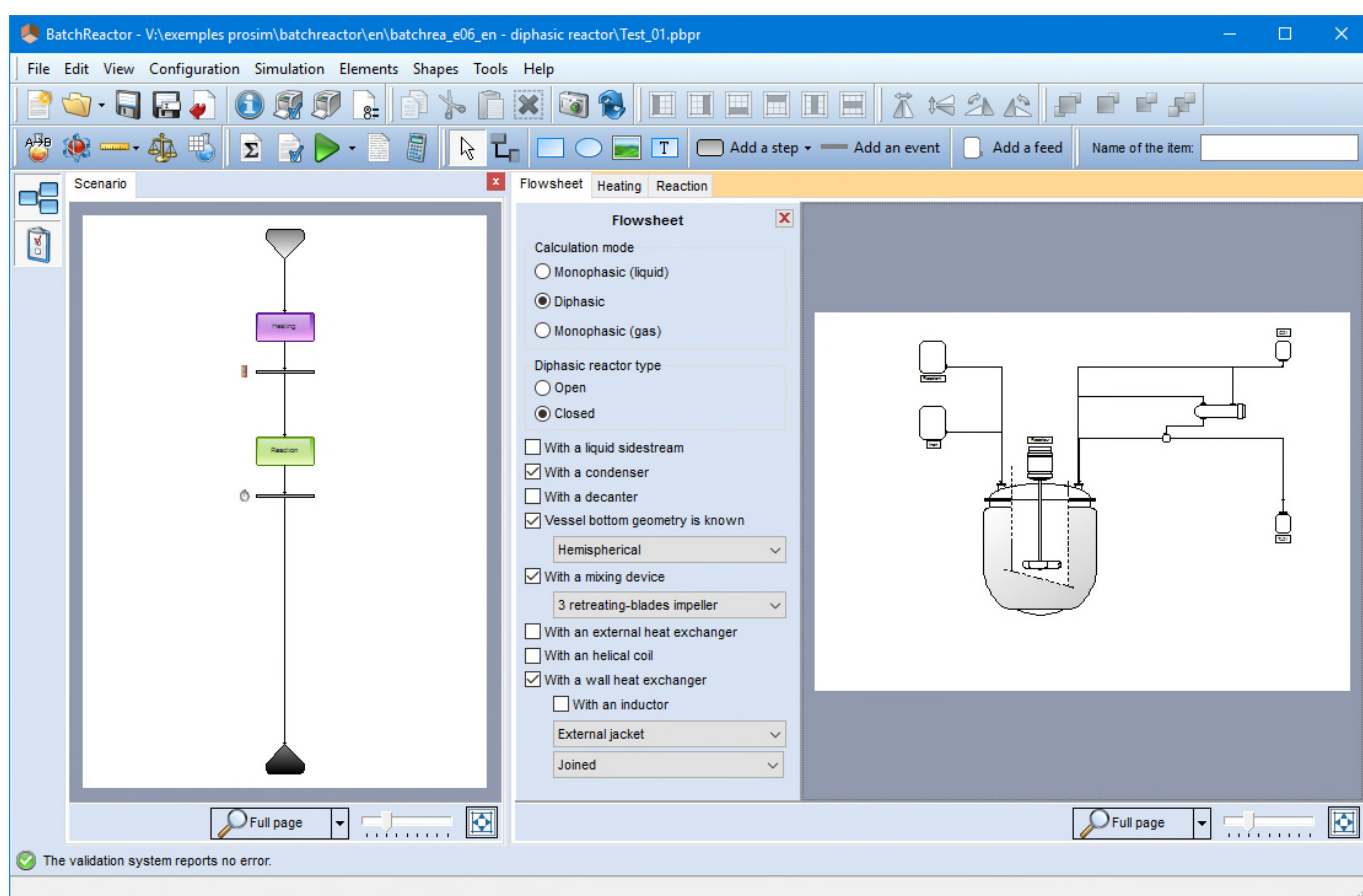 BatchReactor - V:\exemples prosim\batchreactor\en\batchrea_e06_en - diphasic reactor\Test_01.pbpr
File Edit View Configuration Simulation Elements Shapes Tools Help
8=
A+B Σ T Add a step Add an event Add a feed Name of the item:
Scenario
Heating
Reaction
Full page
Flowsheet Heating Reaction
Flowsheet
Calculation mode
Monophasic (liquid)
Diphasic
Monophasic (gas)
Diphasic reactor type
Open
Closed
With a liquid sidestream
With a condenser
With a decanter
Vessel bottom geometry is known
Hemispherical
With a mixing device
3 retreating-blades impeller
With an external heat exchanger
With an helical coil
With a wall heat exchanger
With an inductor
External jacket
Joined
Full page
The validation system reports no error.